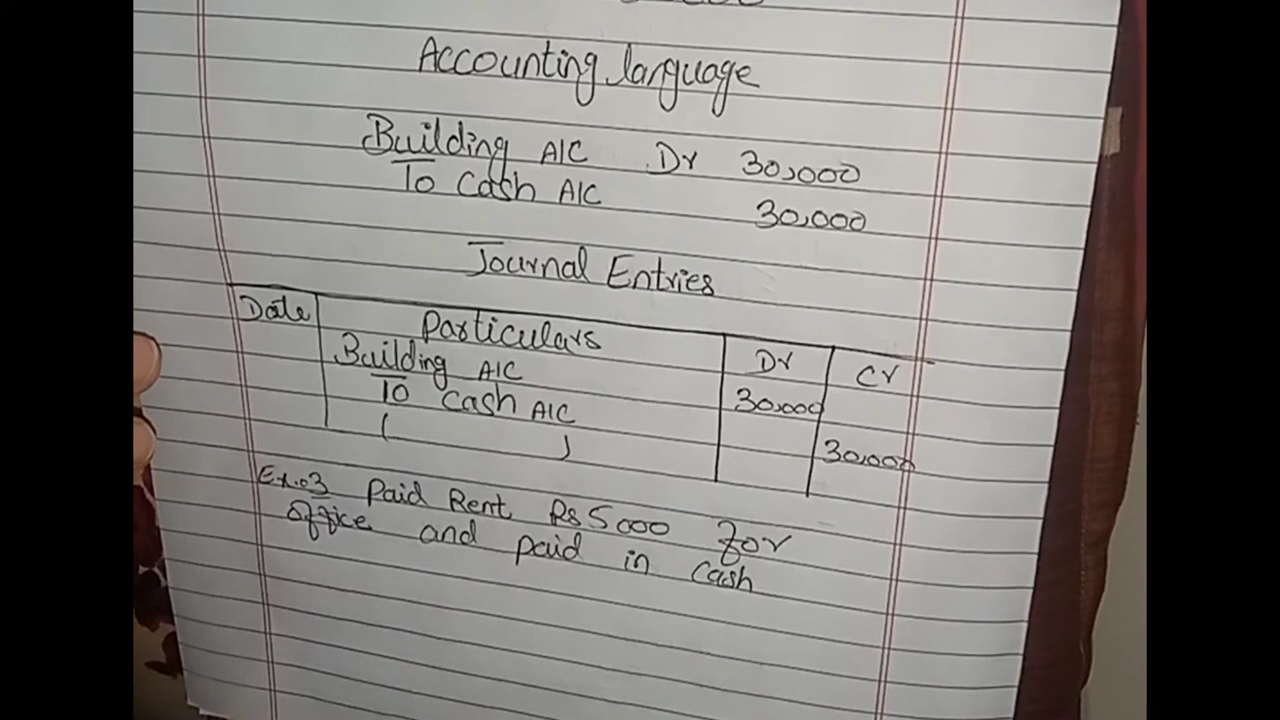 Accounting language
Building A/C Dr 30,000
To Cash A/C 30,000
Journal Entries
Date Particulars Dr Cr
Building A/C 30,000
To Cash A/C 30,000
( )
Ex.03 Paid Rent Rs 5000 for
office and paid in cash